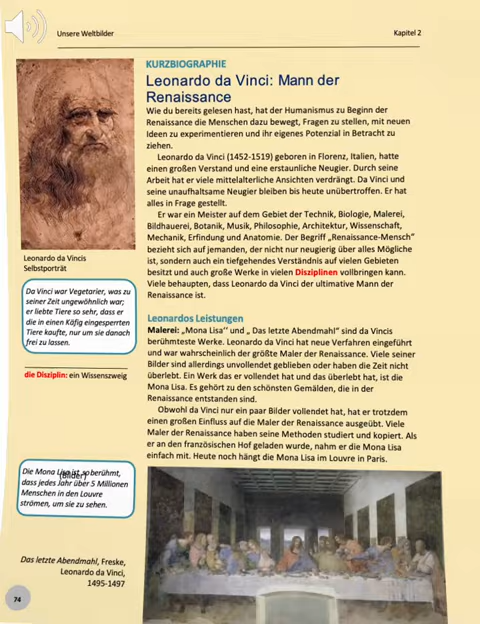 Unsere Weltbilder
Kapitel 2
KURZBIOGRAPHIE
Leonardo da Vinci: Mann der
Renaissance
Wie du bereits gelesen hast, hat der Humanismus zu Beginn der
Renaissance die Menschen dazu bewegt, Fragen zu stellen, mit neuen
Ideen zu experimentieren und ihr eigenes Potenzial in Betracht zu
ziehen.
Leonardo da Vinci (1452-1519) geboren in Florenz, Italien, hatte
einen großen Verstand und eine erstaunliche Neugier. Durch seine
Arbeit hat er viele mittelalterliche Ansichten verdrängt. Da Vinci und
seine unaufhaltsame Neugier bleiben bis heute unübertroffen. Er hat
alles in Frage gestellt.
Er war ein Meister auf dem Gebiet der Technik, Biologie, Malerei,
Bildhauerei, Botanik, Musik, Philosophie, Architektur, Wissenschaft,
Mechanik, Erfindung und Anatomie. Der Begriff „Renaissance-Mensch"
bezieht sich auf jemanden, der nicht nur neugierig über alles Mögliche
ist, sondern auch ein tiefgehendes Verständnis auf vielen Gebieten
besitzt und auch große Werke in vielen Disziplinen vollbringen kann.
Viele behaupten, dass Leonardo da Vinci der ultimative Mann der
Renaissance ist.
Leonardo da Vincis
Selbstporträt
Da Vinci war Vegetarier, was zu
seiner Zeit ungewöhnlich war;
er liebte Tiere so sehr, dass er
die in einen Käfig eingesperrten
Tiere kaufte, nur um sie danach
frei zu lassen.
die Disziplin: ein Wissenszweig
Leonardos Leistungen
Malerei: „Mona Lisa" und „ Das letzte Abendmahl" sind da Vincis
berühmteste Werke. Leonardo da Vinci hat neue Verfahren eingeführt
und war wahrscheinlich der größte Maler der Renaissance. Viele seiner
Bilder sind allerdings unvollendet geblieben oder haben die Zeit nicht
überlebt. Ein Werk das er vollendet hat und das überlebt hat, ist die
Mona Lisa. Es gehört zu den schönsten Gemälden, die in der
Renaissance entstanden sind.
Obwohl da Vinci nur ein paar Bilder vollendet hat, hat er trotzdem
einen großen Einfluss auf die Maler der Renaissance ausgeübt. Viele
Maler der Renaissance haben seine Methoden studiert und kopiert. Als
er an den französischen Hof geladen wurde, nahm er die Mona Lisa
einfach mit. Heute noch hängt die Mona Lisa im Louvre in Paris.
Die Mona Lisa ist so berühmt,
(Bilder)
dass jedes Jahr über 5 Millionen
Menschen in den Louvre
strömen, um sie zu sehen.
Das letzte Abendmahl, Freske,
Leonardo da Vinci,
1495-1497
74